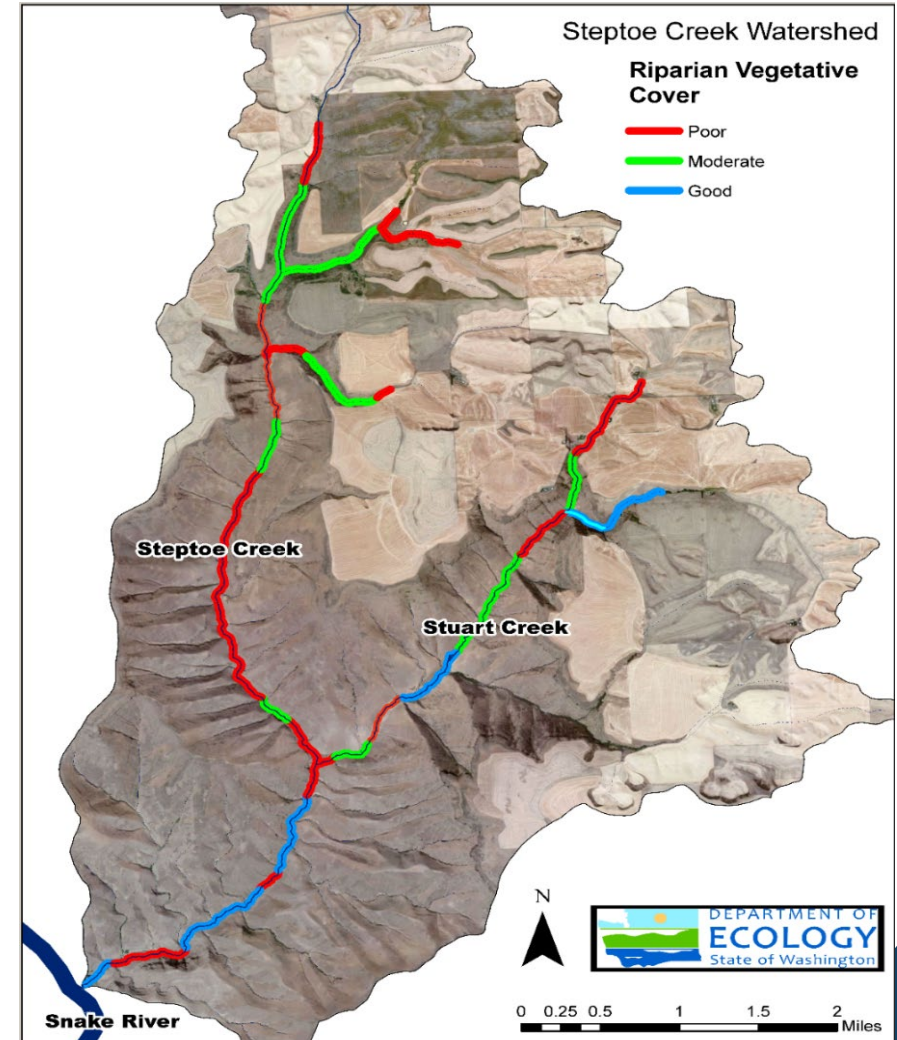 Steptoe Creek Watershed
Riparian Vegetative
Cover
Poor
Moderate
Good
Steptoe Creek
Stuart Creek
N
DEPARTMENT OF
ECOLOGY
State of Washington
Snake River
0 0.25 0.5 1 1.5 2
Miles